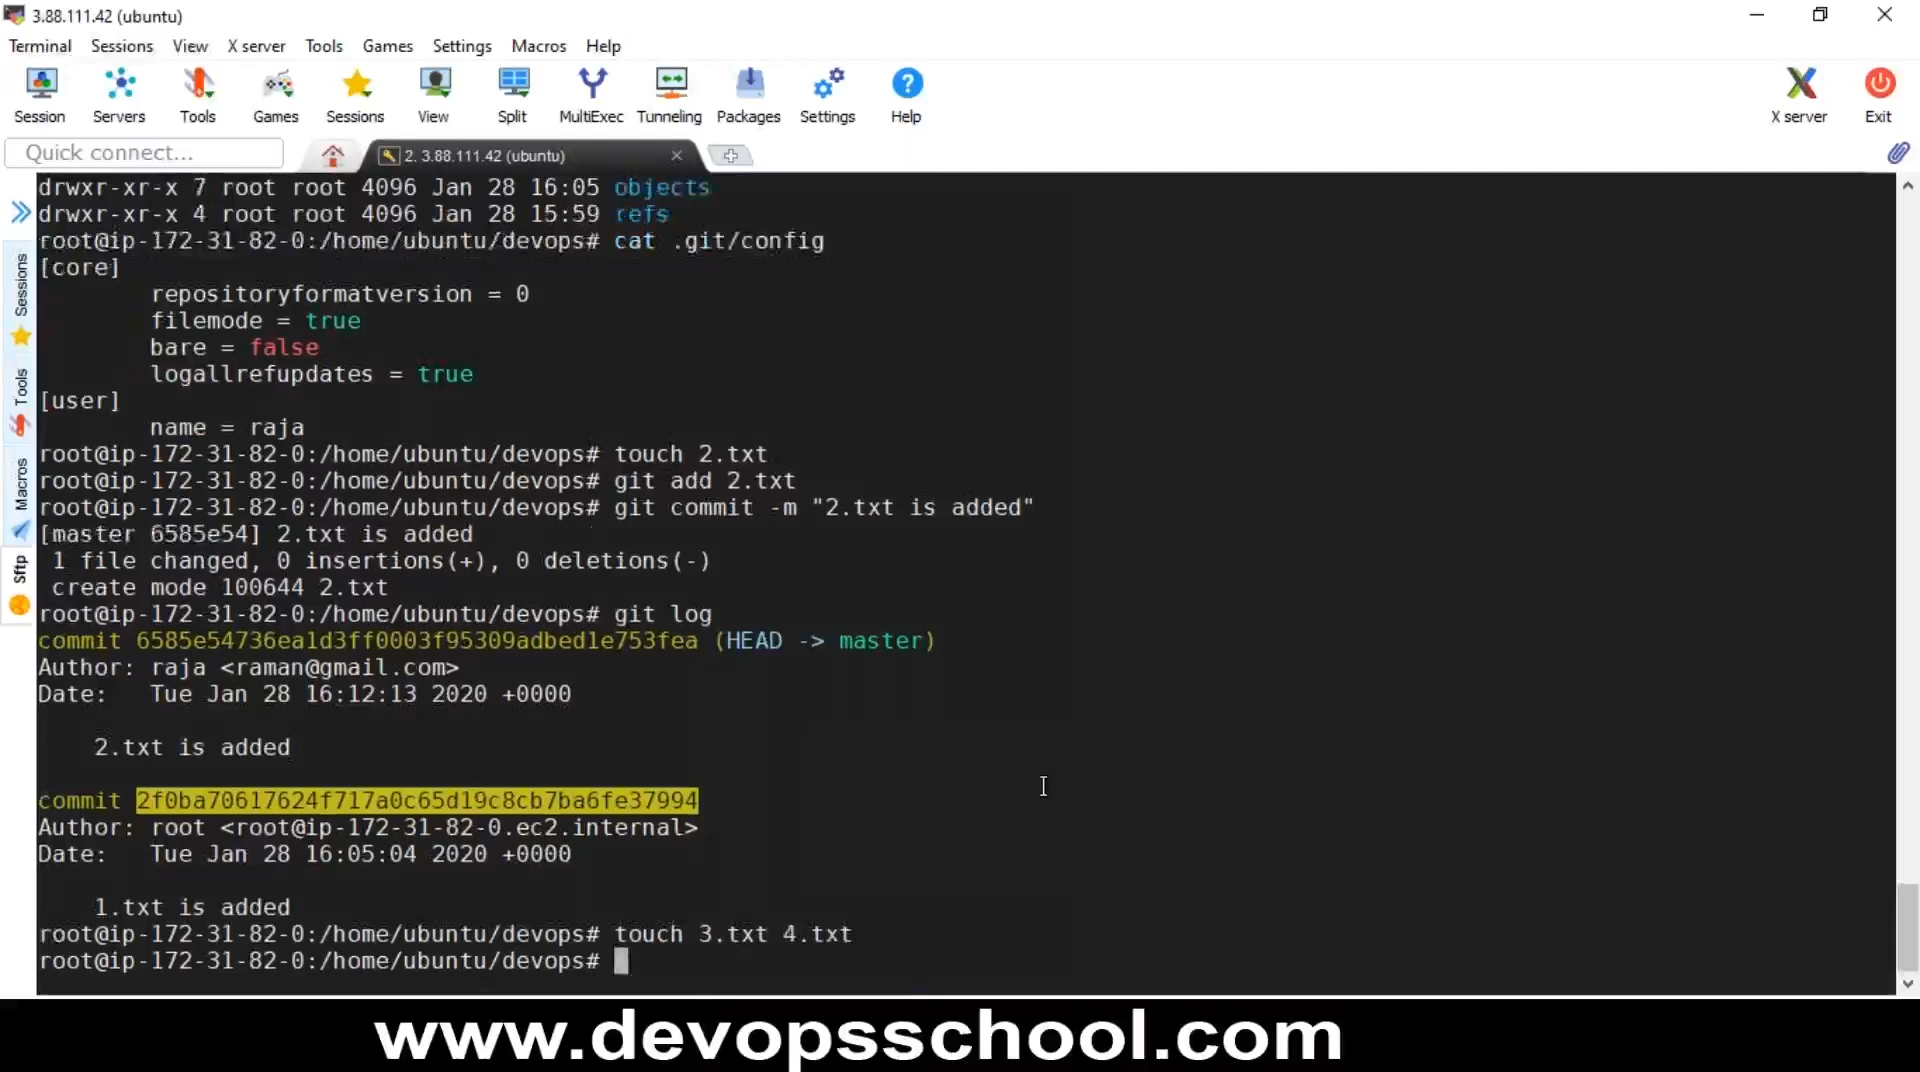 3.88.111.42 (ubuntu)
Terminal Sessions View X server Tools Games Settings Macros Help
Session Servers Tools Games Sessions View Split MultiExec Tunneling Packages Settings Help X server Exit
Quick connect... 2. 3.88.111.42 (ubuntu)
Sessions
Tools
Macros
Sftp
drwxr-xr-x 7 root root 4096 Jan 28 16:05 objects
drwxr-xr-x 4 root root 4096 Jan 28 15:59 refs
root@ip-172-31-82-0:/home/ubuntu/devops# cat .git/config
[core]
repositoryformatversion = 0
filemode = true
bare = false
logallrefupdates = true
[user]
name = raja
root@ip-172-31-82-0:/home/ubuntu/devops# touch 2.txt
root@ip-172-31-82-0:/home/ubuntu/devops# git add 2.txt
root@ip-172-31-82-0:/home/ubuntu/devops# git commit -m "2.txt is added"
[master 6585e54] 2.txt is added
1 file changed, 0 insertions(+), 0 deletions(-)
create mode 100644 2.txt
root@ip-172-31-82-0:/home/ubuntu/devops# git log
commit 6585e54736ea1d3ff0003f95309adbed1e753fea (HEAD -> master)
Author: raja <raman@gmail.com>
Date: Tue Jan 28 16:12:13 2020 +0000
2.txt is added
commit 2f0ba70617624f717a0c65d19c8cb7ba6fe37994
Author: root <root@ip-172-31-82-0.ec2.internal>
Date: Tue Jan 28 16:05:04 2020 +0000
1.txt is added
root@ip-172-31-82-0:/home/ubuntu/devops# touch 3.txt 4.txt
root@ip-172-31-82-0:/home/ubuntu/devops#
www.devopsschool.com